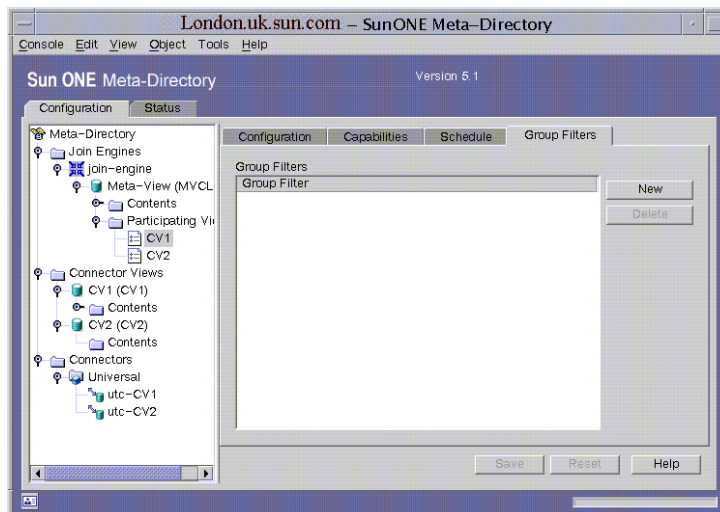 London.uk.sun.com – SunONE Meta–Directory
Console Edit View Object Tools Help
Sun ONE Meta-Directory
Version 5.1
Configuration Status
Meta–Directory
Join Engines
join–engine
Meta–View (MVCL
Contents
Participating Vi
CV1
CV2
Connector Views
CV1 (CV1)
Contents
CV2 (CV2)
Contents
Connectors
Universal
utc–CV1
utc–CV2
Configuration Capabilities Schedule Group Filters
Group Filters
Group Filter
New
Delete
Save Reset Help